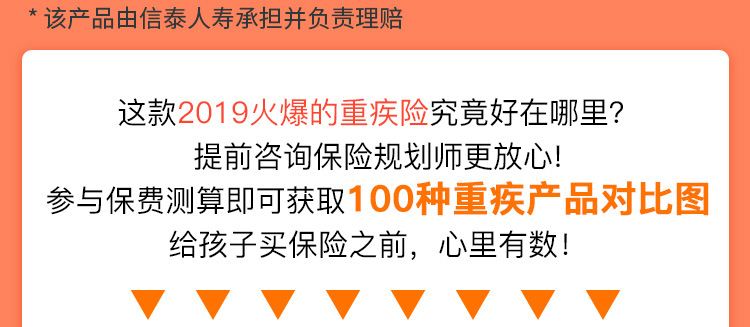 * 该产品由信泰人寿承担并负责理赔
这款2019火爆的重疾险究竟好在哪里？
提前咨询保险规划师更放心!
参与保费测算即可获取100种重疾产品对比图
给孩子买保险之前，心里有数！